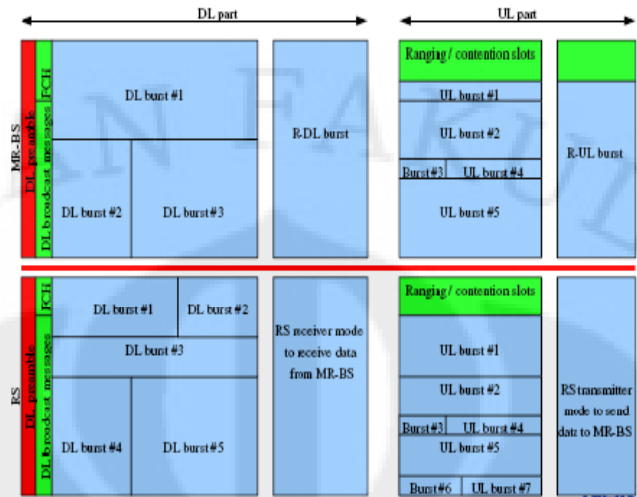 DL part
UL part
MR-BS
DL preamble
FCH
DL broadcast messages
DL burst #1
DL burst #2
DL burst #3
R-DL burst
Ranging / contention slots
UL burst #1
UL burst #2
Burst#3
UL burst #4
UL burst #5
R-UL burst
RS
DL preamble
FCH
DL broadcast messages
DL burst #1
DL burst #2
DL burst #3
DL burst #4
DL burst #5
RS receiver mode
to receive data
from MR-BS
Ranging / contention slots
UL burst #1
UL burst #2
Burst#3
UL burst #4
UL burst #5
Burst#6
UL burst #7
RS transmitter
mode to send
data to MR-BS